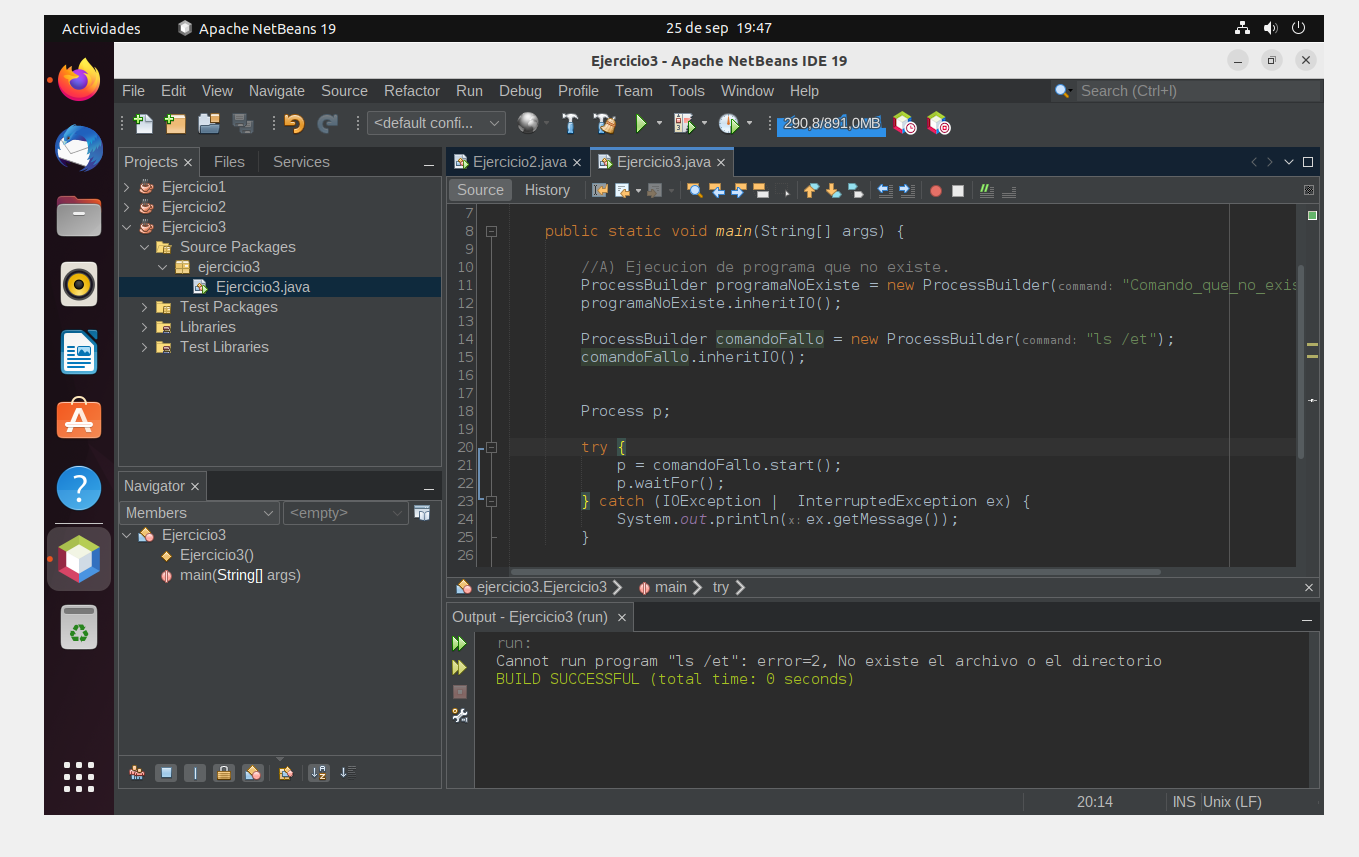 Actividades
Apache NetBeans 19
25 de sep 19:47
Ejercicio3 - Apache NetBeans IDE 19
File Edit View Navigate Source Refactor Run Debug Profile Team Tools Window Help
Search (Ctrl+I)
<default confi...
290,8/891,0MB
Projects Files Services
Ejercicio1
Ejercicio2
Ejercicio3
Source Packages
ejercicio3
Ejercicio3.java
Test Packages
Libraries
Test Libraries
Navigator
Members
<empty>
Ejercicio3
Ejercicio3()
main(String[] args)
Ejercicio2.java Ejercicio3.java
Source History
7
8 public static void main(String[] args) {
9
10 //A) Ejecucion de programa que no existe.
11 ProcessBuilder programaNoExiste = new ProcessBuilder(command: "Comando_que_no_exis
12 programaNoExiste.inheritIO();
13
14 ProcessBuilder comandoFallo = new ProcessBuilder(command: "ls /et");
15 comandoFallo.inheritIO();
16
17
18 Process p;
19
20 try {
21 p = comandoFallo.start();
22 p.waitFor();
23 } catch (IOException | InterruptedException ex) {
24 System.out.println(x: ex.getMessage());
25 }
26
ejercicio3.Ejercicio3 main try
Output - Ejercicio3 (run)
run:
Cannot run program "ls /et": error=2, No existe el archivo o el directorio
BUILD SUCCESSFUL (total time: 0 seconds)
20:14
INS Unix (LF)